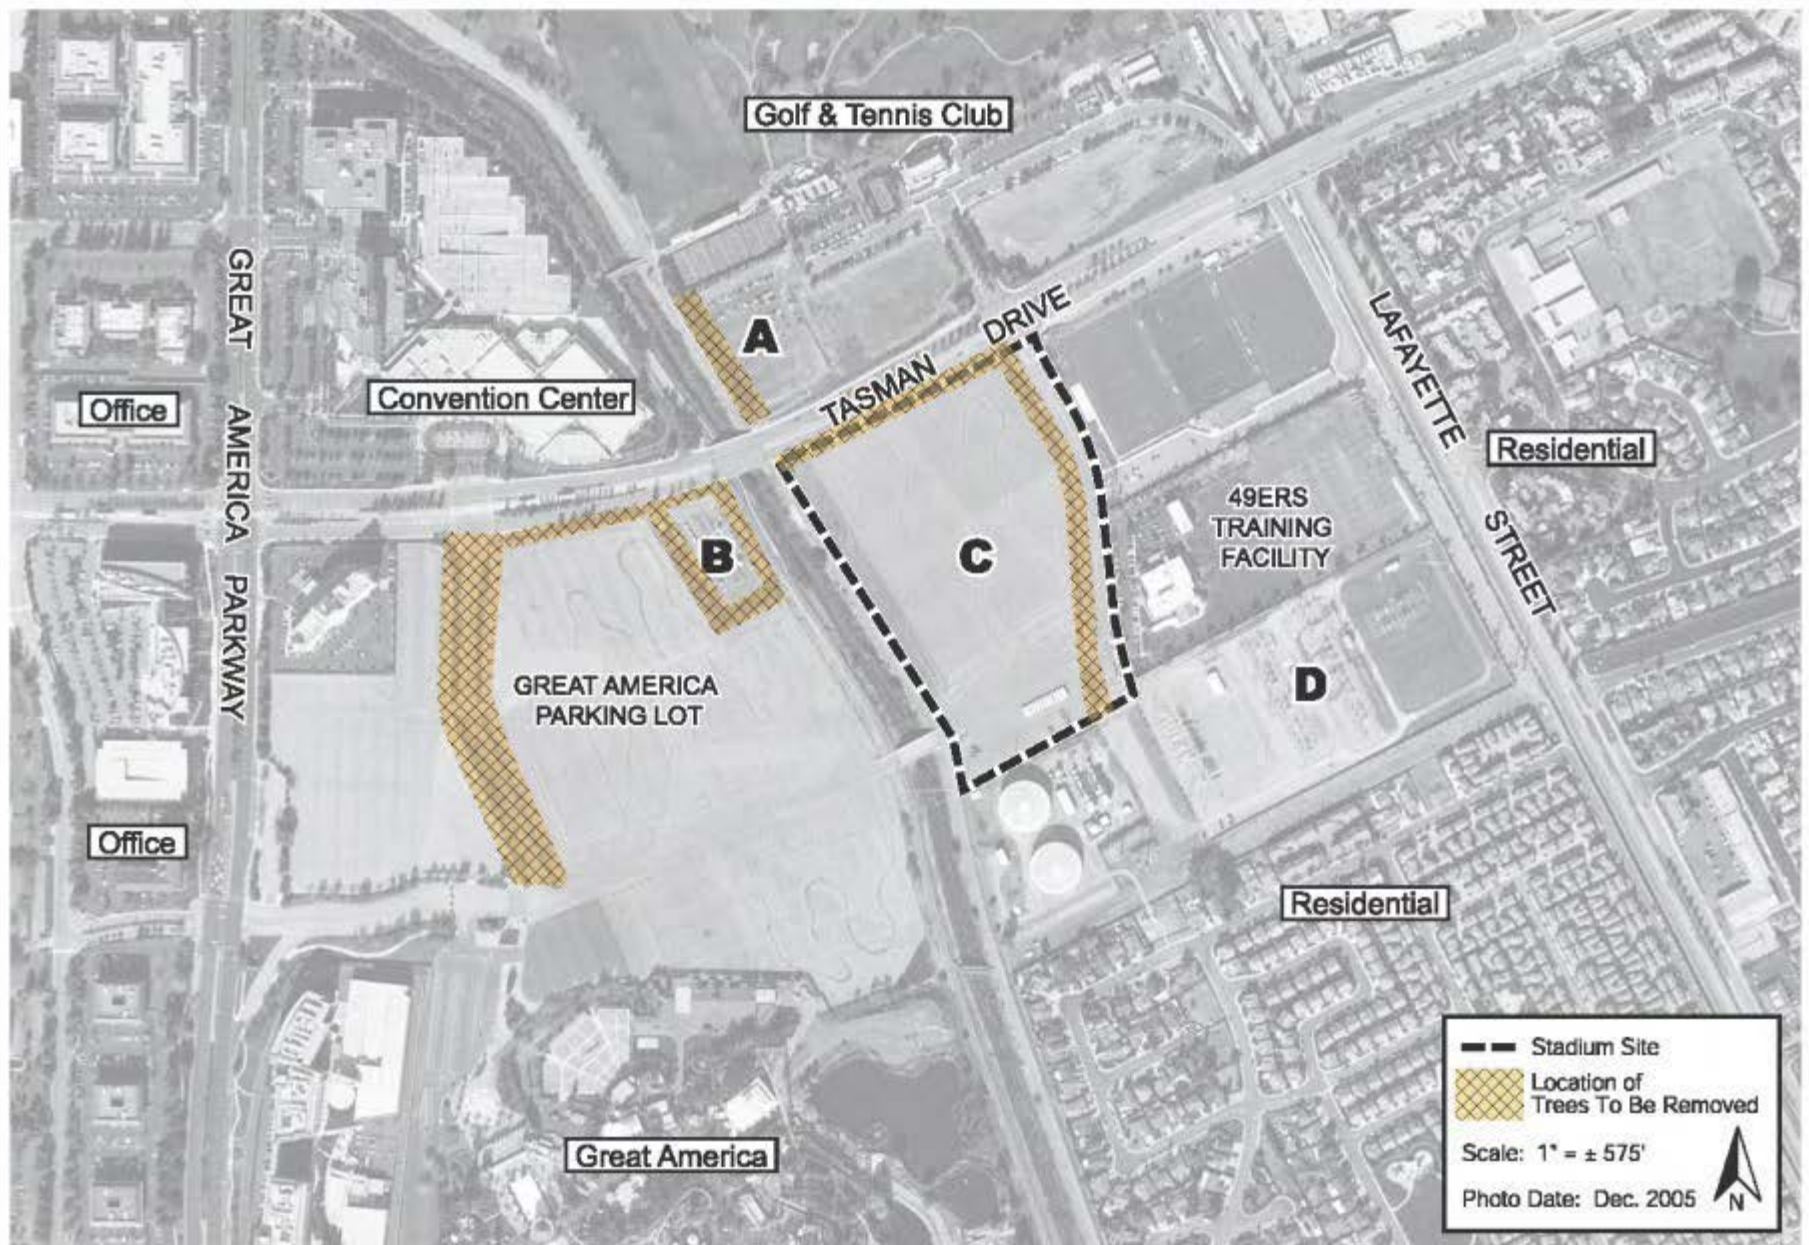 Golf & Tennis Club
GREAT AMERICA PARKWAY
A
TASMAN DRIVE
LAFAYETTE STREET
Office
Convention Center
Residential
49ERS
TRAINING
FACILITY
B
C
D
GREAT AMERICA
PARKING LOT
Office
Residential
Great America
Stadium Site
Location of
Trees To Be Removed
Scale: 1" = ± 575'
Photo Date: Dec. 2005
N